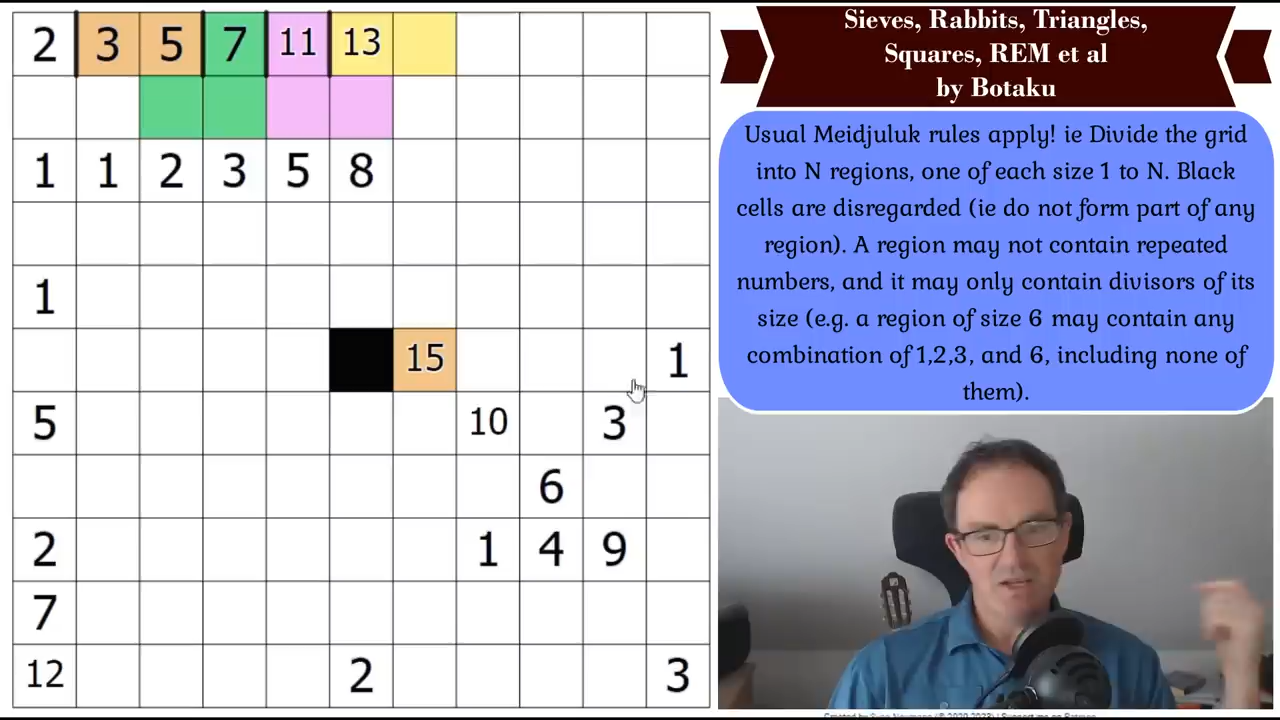 2 3 5 7 11 13
1 1 2 3 5 8
1
15 1
5 10 3
6
2 1 4 9
7
12 2 3
Sieves, Rabbits, Triangles,
Squares, REM et al
by Botaku
Usual Meidjuluk rules apply! ie Divide the grid
into N regions, one of each size 1 to N. Black
cells are disregarded (ie do not form part of any
region). A region may not contain repeated
numbers, and it may only contain divisors of its
size (e.g. a region of size 6 may contain any
combination of 1,2,3, and 6, including none of
them).